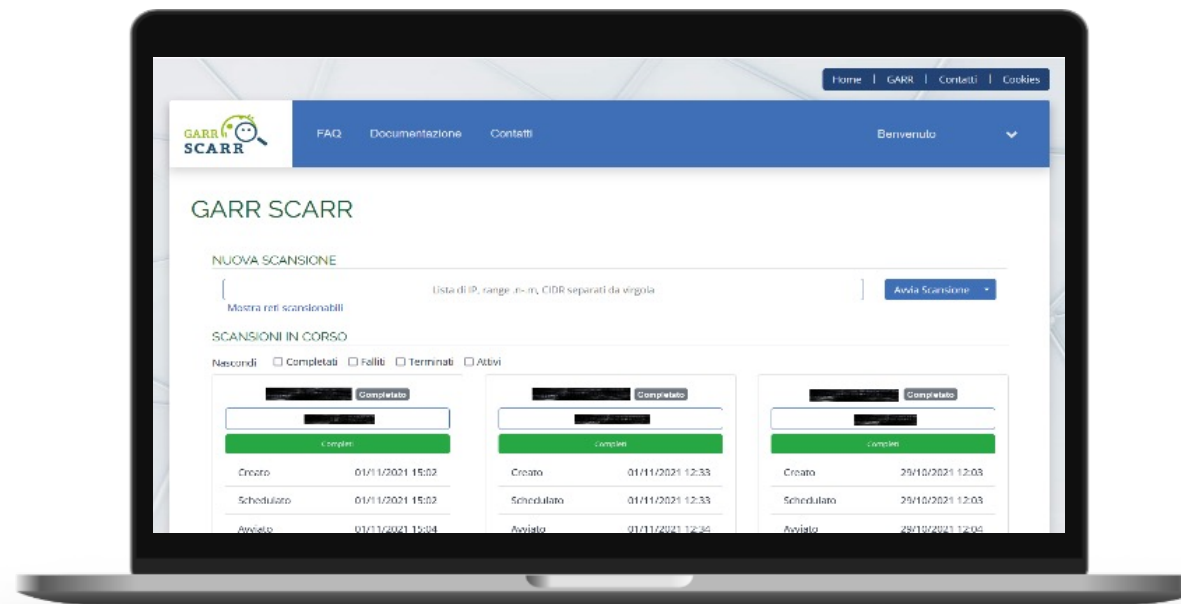 Home | GARR | Contatti | Cookies
GARR
SCARR
FAQ Documentazione Contatti Benvenuto
GARR SCARR
NUOVA SCANSIONE
Lista di IP, range .n-.m, CIDR separati da virgola Avvia Scansione
Mostra reti scansionabili
SCANSIONI IN CORSO
Nascondi Completati Falliti Terminati Attivi
Completato Completato Completato
Completi Completi Completi
Creato 01/11/2021 15:02 Creato 01/11/2021 12:33 Creato 29/10/2021 12:03
Schedulato 01/11/2021 15:02 Schedulato 01/11/2021 12:33 Schedulato 29/10/2021 12:03
Avviato 01/11/2021 15:04 Avviato 01/11/2021 12:34 Avviato 29/10/2021 12:04